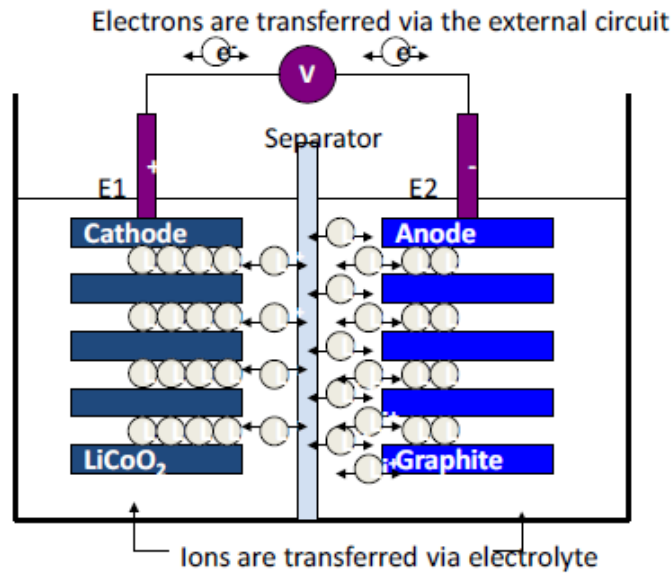 Electrons are transferred via the external circuit
e- e-
V
Separator
+ -
E1 E2
Cathode Anode
LiCoO₂ Graphite
Ions are transferred via electrolyte